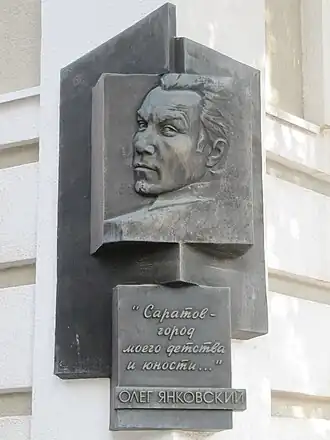 "Саратов -
город
моего детства
и юности..."
ОЛЕГ ЯНКОВСКИЙ